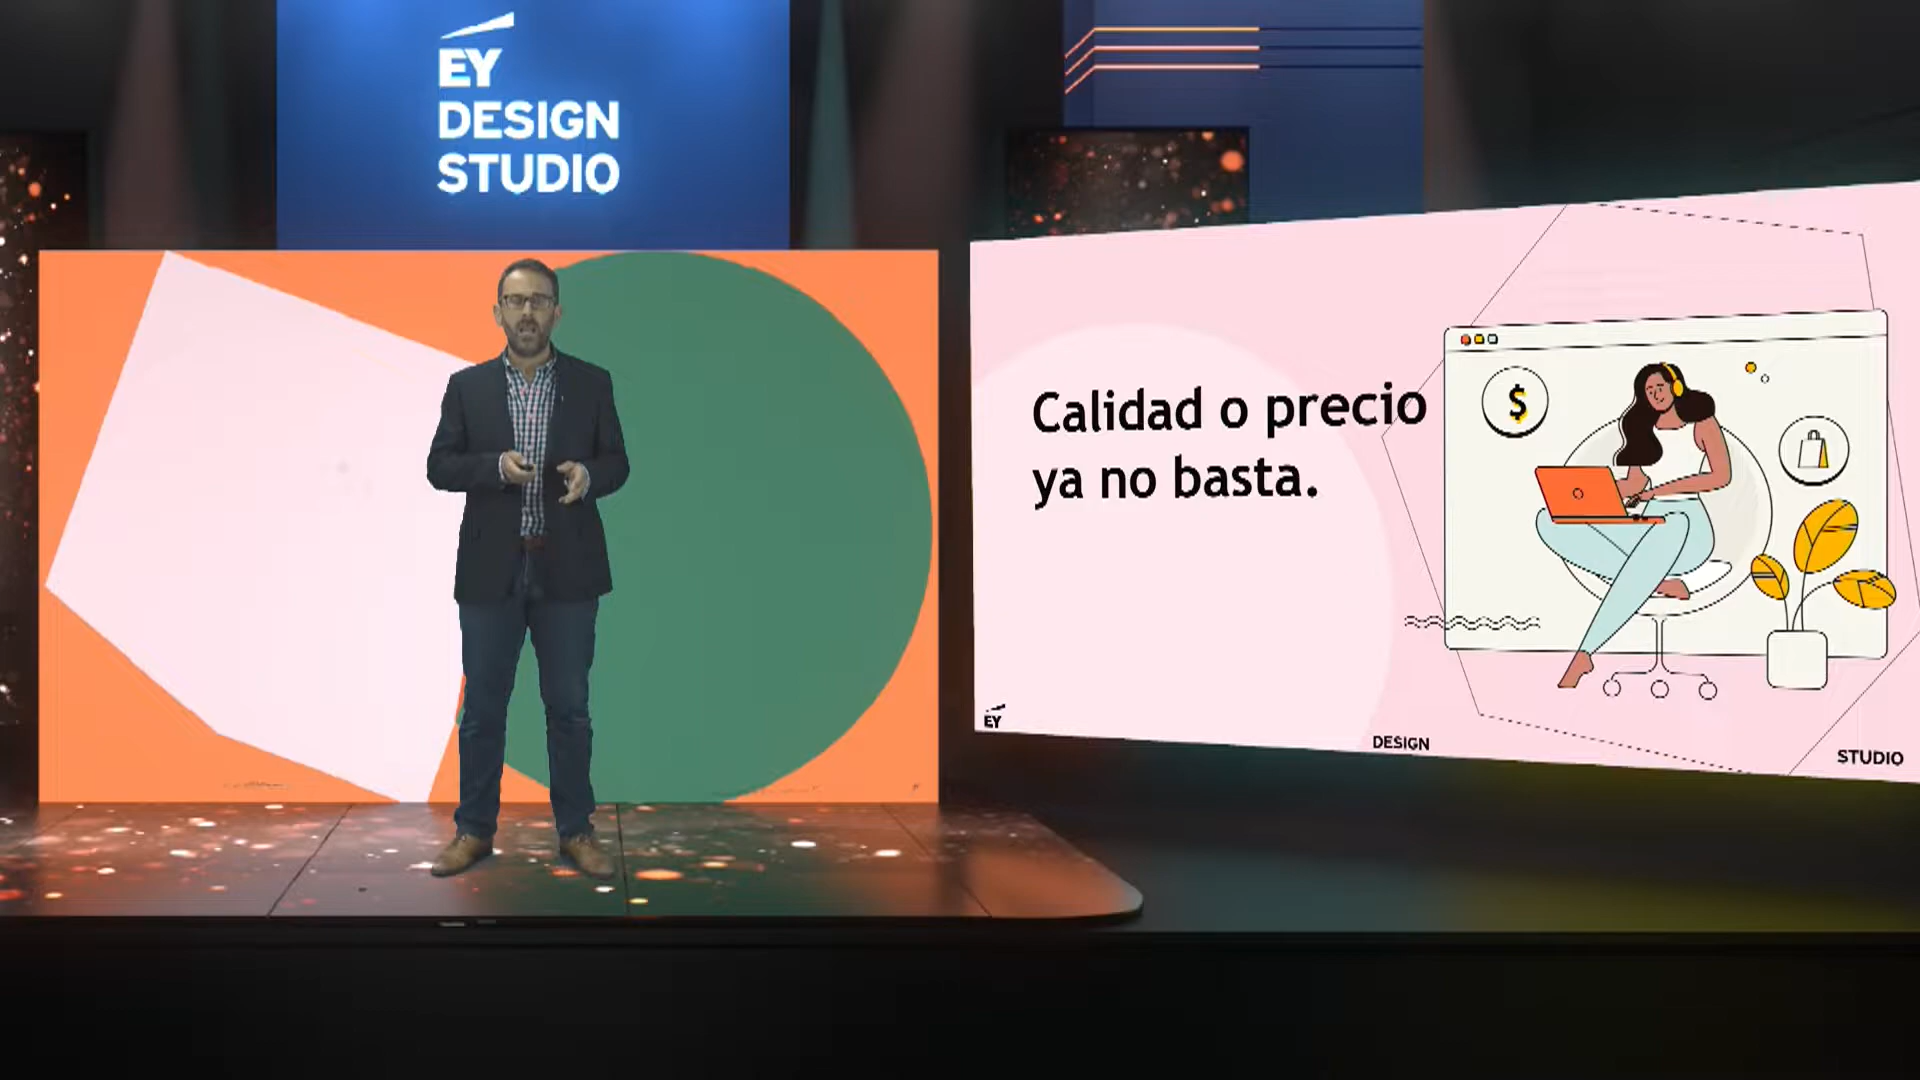 EY
DESIGN
STUDIO
Calidad o precio
ya no basta.
$
EY
DESIGN
STUDIO